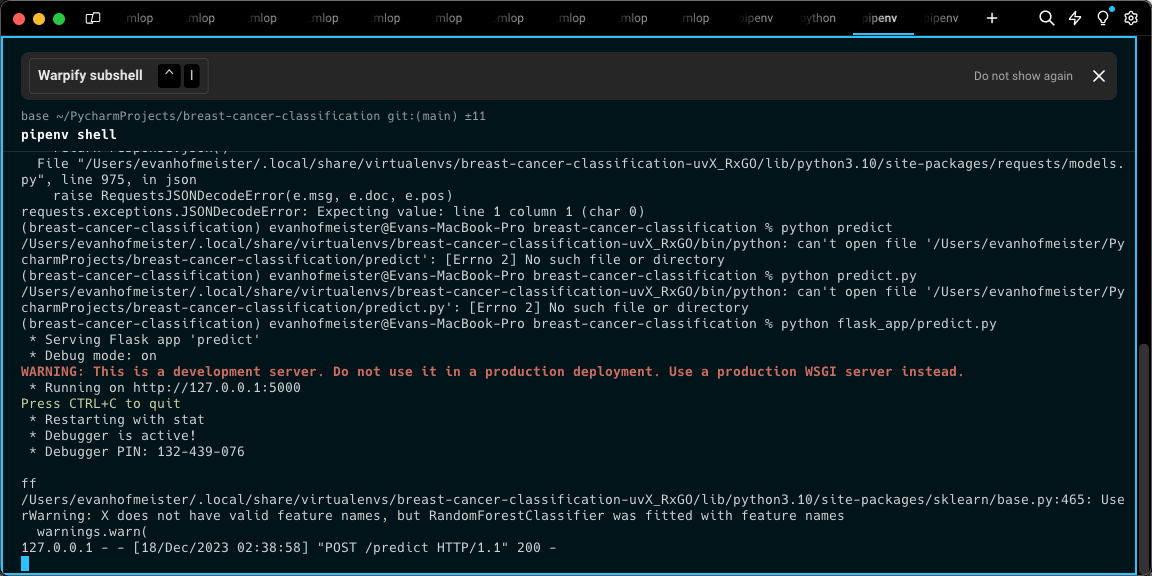 .mlop .mlop .mlop .mlop .mlop .mlop .mlop .mlop .mlop .mlop pipenv python pipenv pipenv +
Warpify subshell ^ I Do not show again
base ~/PycharmProjects/breast-cancer-classification git:(main) ±11
pipenv shell
return response.json()
File "/Users/evanhofmeister/.local/share/virtualenvs/breast-cancer-classification-uvX_RxGO/lib/python3.10/site-packages/requests/models.
py", line 975, in json
raise RequestsJSONDecodeError(e.msg, e.doc, e.pos)
requests.exceptions.JSONDecodeError: Expecting value: line 1 column 1 (char 0)
(breast-cancer-classification) evanhofmeister@Evans-MacBook-Pro breast-cancer-classification % python predict
/Users/evanhofmeister/.local/share/virtualenvs/breast-cancer-classification-uvX_RxGO/bin/python: can't open file '/Users/evanhofmeister/Py
charmProjects/breast-cancer-classification/predict': [Errno 2] No such file or directory
(breast-cancer-classification) evanhofmeister@Evans-MacBook-Pro breast-cancer-classification % python predict.py
/Users/evanhofmeister/.local/share/virtualenvs/breast-cancer-classification-uvX_RxGO/bin/python: can't open file '/Users/evanhofmeister/Py
charmProjects/breast-cancer-classification/predict.py': [Errno 2] No such file or directory
(breast-cancer-classification) evanhofmeister@Evans-MacBook-Pro breast-cancer-classification % python flask_app/predict.py
* Serving Flask app 'predict'
* Debug mode: on
WARNING: This is a development server. Do not use it in a production deployment. Use a production WSGI server instead.
* Running on http://127.0.0.1:5000
Press CTRL+C to quit
* Restarting with stat
* Debugger is active!
* Debugger PIN: 132-439-076
ff
/Users/evanhofmeister/.local/share/virtualenvs/breast-cancer-classification-uvX_RxGO/lib/python3.10/site-packages/sklearn/base.py:465: Use
rWarning: X does not have valid feature names, but RandomForestClassifier was fitted with feature names
warnings.warn(
127.0.0.1 - - [18/Dec/2023 02:38:58] "POST /predict HTTP/1.1" 200 -